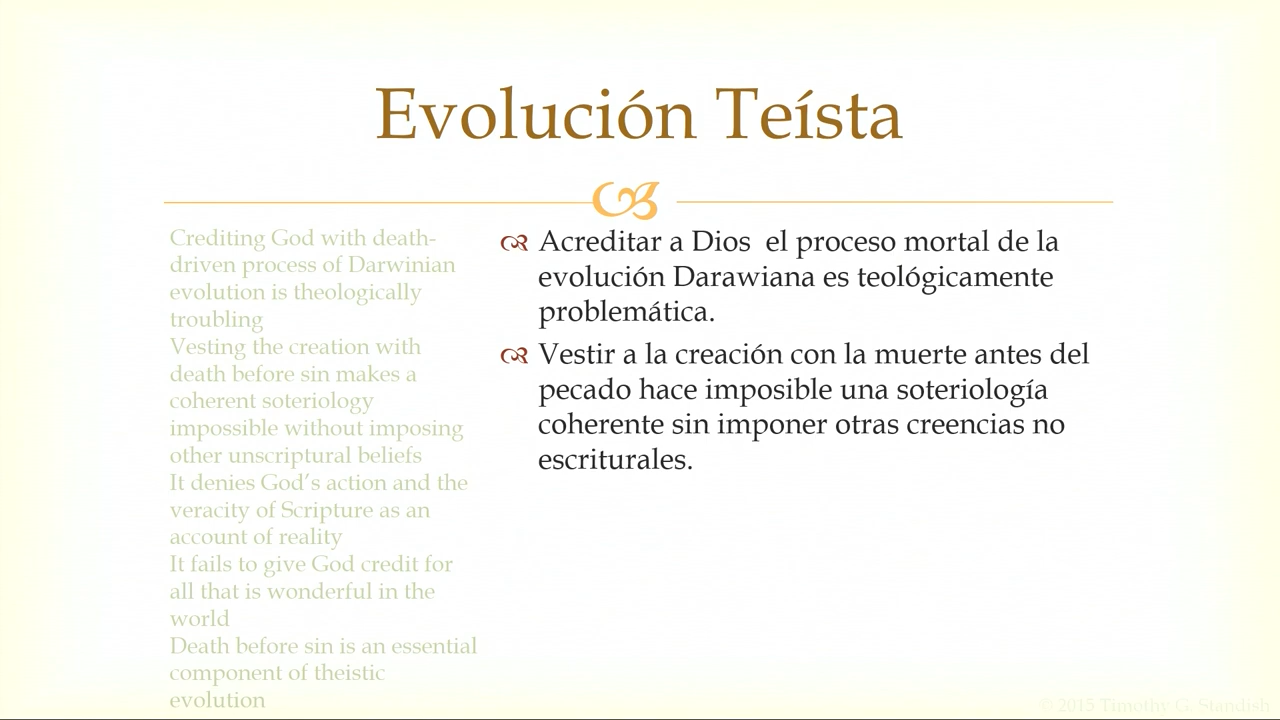 Evolución Teísta
Crediting God with death-
driven process of Darwinian
evolution is theologically
troubling
Vesting the creation with
death before sin makes a
coherent soteriology
impossible without imposing
other unscriptural beliefs
It denies God's action and the
veracity of Scripture as an
account of reality
It fails to give God credit for
all that is wonderful in the
world
Death before sin is an essential
component of theistic
evolution
Acreditar a Dios  el proceso mortal de la
evolución Darawiana es teológicamente
problemática.
Vestir a la creación con la muerte antes del
pecado hace imposible una soteriología
coherente sin imponer otras creencias no
escriturales.
© 2015 Timothy G. Standish